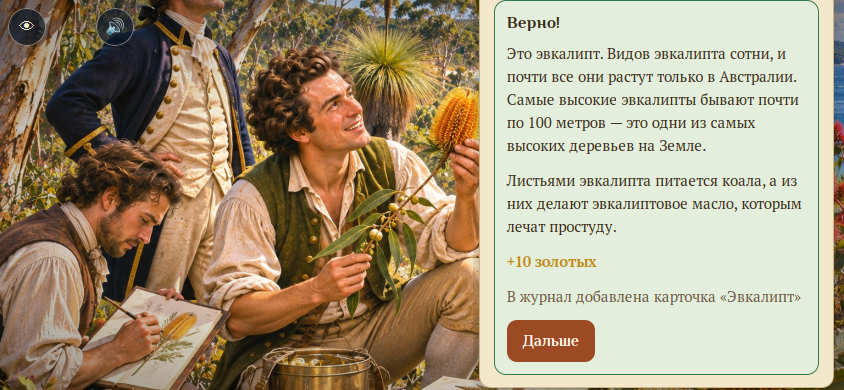 Верно!
Это эвкалипт. Видов эвкалипта сотни, и
почти все они растут только в Австралии.
Самые высокие эвкалипты бывают почти
по 100 метров — это одни из самых
высоких деревьев на Земле.
Листьями эвкалипта питается коала, а из
них делают эвкалиптовое масло, которым
лечат простуду.
+10 золотых
В журнал добавлена карточка «Эвкалипт»
Дальше